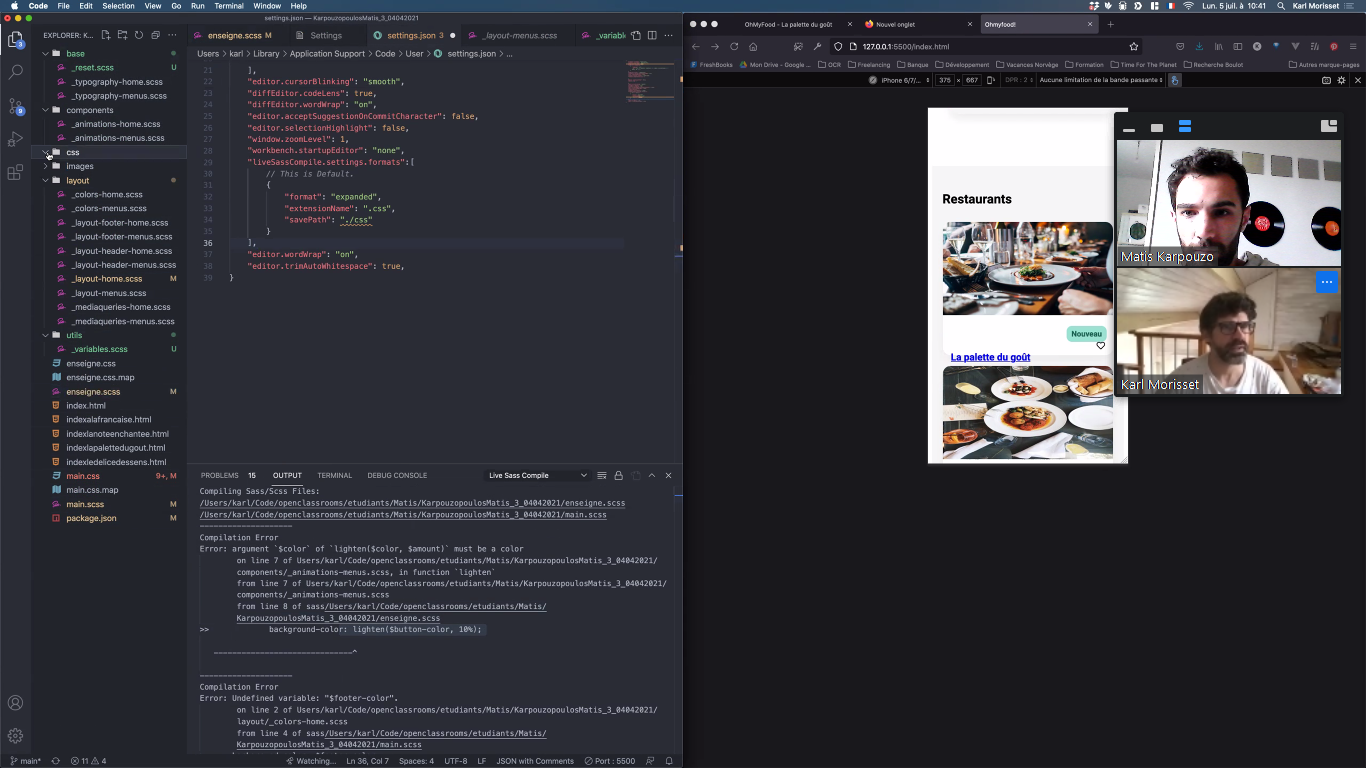 Code File Edit Selection View Go Run Terminal Window Help
Lun. 5 juil. à 10:41 Karl Morisset
settings.json — KarpouzopoulosMatis_3_04042021
EXPLORER: K...
base
_reset.scss U
_typography-home.scss
_typography-menus.scss
components
_animations-home.scss
_animations-menus.scss
css
images
layout
_colors-home.scss
_colors-menus.scss
_layout-footer-home.scss
_layout-footer-menus.scss
_layout-header-home.scss
_layout-header-menus.scss
_layout-home.scss M
_layout-menus.scss
_mediaqueries-home.scss
_mediaqueries-menus.scss
utils
_variables.scss U
enseigne.css
enseigne.css.map
enseigne.scss M
index.html
indexalafrancaise.html
indexlanoteenchantee.html
indexlapalettedugout.html
indexledelicedessens.html
main.css 9+, M
main.css.map
main.scss M
package.json M
3
9
enseigne.scss M
Settings
settings.json 3
_layout-menus.scss
_variabl
Users > karl > Library > Application Support > Code > User > settings.json > ...
21 ],
22 "editor.cursorBlinking": "smooth",
23 "diffEditor.codeLens": true,
24 "diffEditor.wordWrap": "on",
25 "editor.acceptSuggestionOnCommitCharacter": false,
26 "editor.selectionHighlight": false,
27 "window.zoomLevel": 1,
28 "workbench.startupEditor": "none",
29 "liveSassCompile.settings.formats":[
30 // This is Default.
31 {
32 "format": "expanded",
33 "extensionName": ".css",
34 "savePath": "./css"
35 }
36 ],
37 "editor.wordWrap": "on",
38 "editor.trimAutoWhitespace": true,
39 }
PROBLEMS 15 OUTPUT TERMINAL DEBUG CONSOLE Live Sass Compile
Compiling Sass/Scss Files:
/Users/karl/Code/openclassrooms/etudiants/Matis/KarpouzopoulosMatis_3_04042021/enseigne.scss
/Users/karl/Code/openclassrooms/etudiants/Matis/KarpouzopoulosMatis_3_04042021/main.scss
--------------------
Compilation Error
Error: argument `$color` of `lighten($color, $amount)` must be a color
on line 7 of Users/karl/Code/openclassrooms/etudiants/Matis/KarpouzopoulosMatis_3_04042021/
components/_animations-menus.scss, in function `lighten`
from line 7 of Users/karl/Code/openclassrooms/etudiants/Matis/KarpouzopoulosMatis_3_04042021/
components/_animations-menus.scss
from line 8 of sass/Users/karl/Code/openclassrooms/etudiants/Matis/
KarpouzopoulosMatis_3_04042021/enseigne.scss
>> background-color: lighten($button-color, 10%);
------------------------------^
--------------------
Compilation Error
Error: Undefined variable: "$footer-color".
on line 2 of Users/karl/Code/openclassrooms/etudiants/Matis/KarpouzopoulosMatis_3_04042021/
layout/_colors-home.scss
from line 4 of sass/Users/karl/Code/openclassrooms/etudiants/Matis/
KarpouzopoulosMatis_3_04042021/main.scss
main* 11 4 Watching... Ln 36, Col 7 Spaces: 4 UTF-8 LF JSON with Comments Port : 5500
OhMyFood - La palette du goût
Nouvel onglet
Ohmyfood!
127.0.0.1:5500/index.html
FreshBooks Mon Drive – Google ... OCR Freelancing Banque Développement Vacances Norvège Formation Time For The Planet Recherche Boulot Autres marque-pages
iPhone 6/7/... 375 × 667 DPR : 2 Aucune limitation de la bande passante
Restaurants
Nouveau
La palette du goût
Matis Karpouzo
Karl Morisset